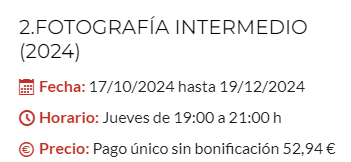 2.FOTOGRAFÍA INTERMEDIO
(2024)
Fecha: 17/10/2024 hasta 19/12/2024
Horario: Jueves de 19:00 a 21:00 h
Precio: Pago único sin bonificación 52,94 €